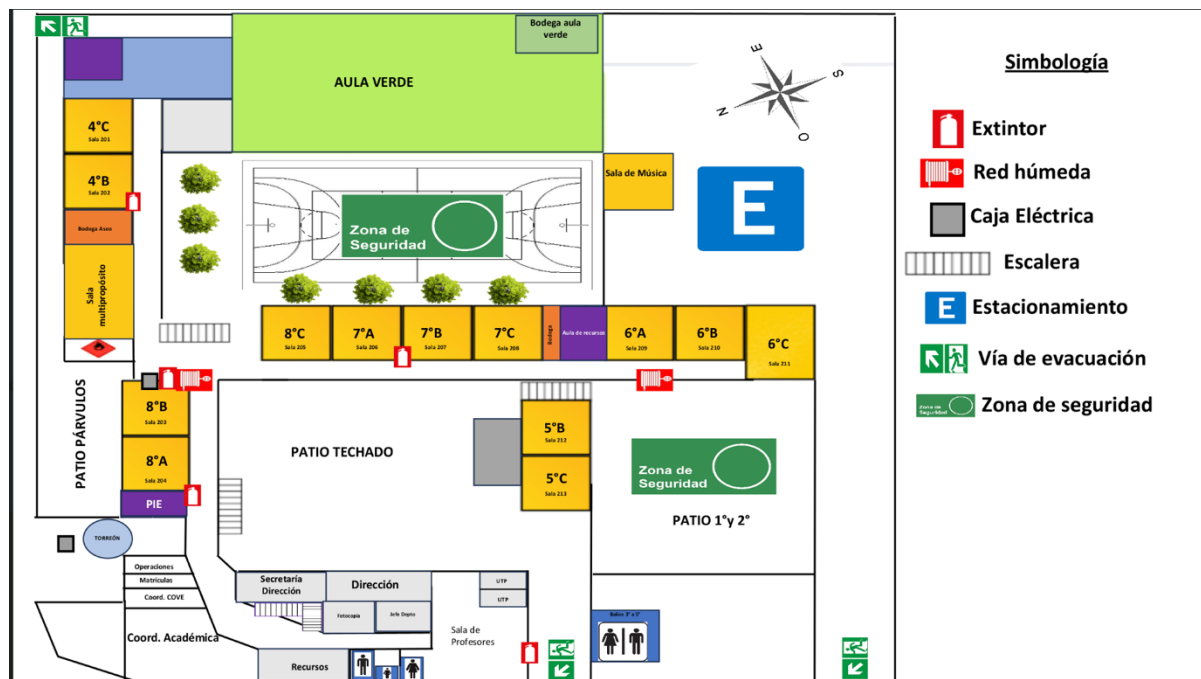 Bodega aula
verde
AULA VERDE
E
S
N
O
4°C
Sala 201
4°B
Sala 202
Bodega Aseo
Sala
multipropósito
Sala de Música
E
Zona de
Seguridad
8°C
Sala 205
7°A
Sala 206
7°B
Sala 207
7°C
Sala 208
Bodega
Aula de recursos
6°A
Sala 209
6°B
Sala 210
6°C
Sala 211
PATIO PÁRVULOS
8°B
Sala 203
8°A
Sala 204
PIE
PATIO TECHADO
5°B
Sala 212
5°C
Sala 213
Zona de
Seguridad
PATIO 1°y 2°
TORREÓN
Operaciones
Matrículas
Coord. COVE
Coord. Académica
Secretaría
Dirección
Dirección
Fotocopia
Jefe Depto
UTP
UTP
Sala de
Profesores
Recursos
Simbología
Extintor
Red húmeda
Caja Eléctrica
Escalera
E
Estacionamiento
Vía de evacuación
Zona de
Seguridad
Zona de seguridad